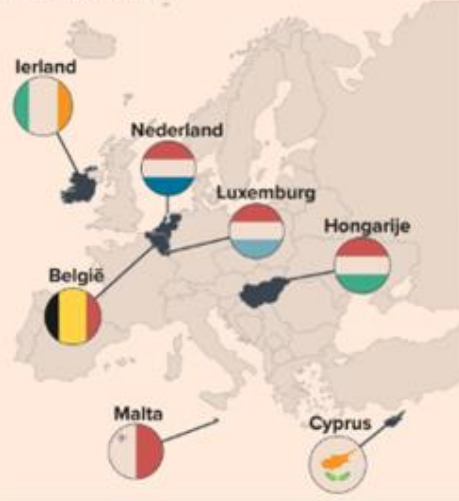 Ierland
Nederland
Luxemburg
Hongarije
België
Malta
Cyprus